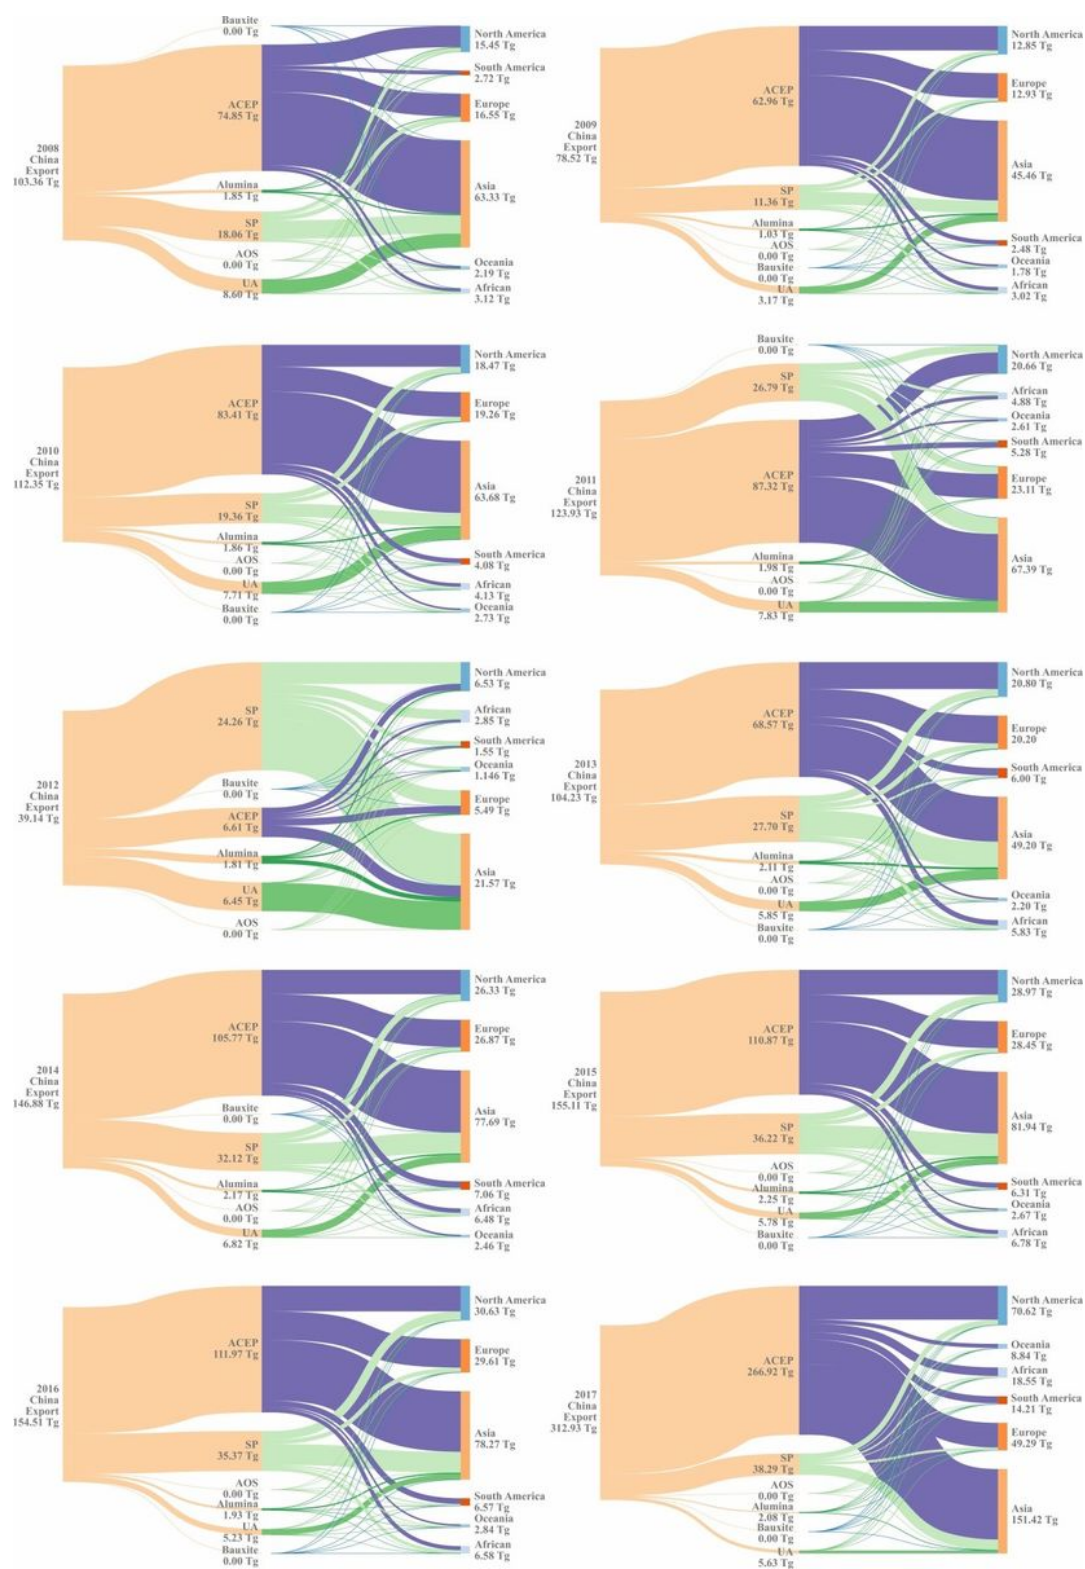 2008
China
Export
103.36 Tg
Bauxite
0.00 Tg
ACEP
74.85 Tg
Alumina
1.85 Tg
SP
18.06 Tg
AOS
0.00 Tg
UA
8.60 Tg
North America
15.45 Tg
South America
2.72 Tg
Europe
16.55 Tg
Asia
63.33 Tg
Oceania
2.19 Tg
African
3.12 Tg
2009
China
Export
78.52 Tg
ACEP
62.96 Tg
SP
11.36 Tg
Alumina
1.03 Tg
AOS
0.00 Tg
Bauxite
0.00 Tg
UA
3.17 Tg
North America
12.85 Tg
Europe
12.93 Tg
Asia
45.46 Tg
South America
2.48 Tg
Oceania
1.78 Tg
African
3.02 Tg
2010
China
Export
112.35 Tg
ACEP
83.41 Tg
SP
19.36 Tg
Alumina
1.86 Tg
AOS
0.00 Tg
UA
7.71 Tg
Bauxite
0.00 Tg
North America
18.47 Tg
Europe
19.26 Tg
Asia
63.68 Tg
South America
4.08 Tg
African
4.13 Tg
Oceania
2.73 Tg
2011
China
Export
123.93 Tg
Bauxite
0.00 Tg
SP
26.79 Tg
ACEP
87.32 Tg
Alumina
1.98 Tg
AOS
0.00 Tg
UA
7.83 Tg
North America
20.66 Tg
African
4.88 Tg
Oceania
2.61 Tg
South America
5.28 Tg
Europe
23.11 Tg
Asia
67.39 Tg
2012
China
Export
39.14 Tg
SP
24.26 Tg
Bauxite
0.00 Tg
ACEP
6.61 Tg
Alumina
1.81 Tg
UA
6.45 Tg
AOS
0.00 Tg
North America
6.53 Tg
African
2.85 Tg
South America
1.55 Tg
Oceania
1.146 Tg
Europe
5.49 Tg
Asia
21.57 Tg
2013
China
Export
104.23 Tg
ACEP
68.57 Tg
SP
27.70 Tg
Alumina
2.11 Tg
AOS
0.00 Tg
UA
5.85 Tg
Bauxite
0.00 Tg
North America
20.80 Tg
Europe
20.20
South America
6.00 Tg
Asia
49.20 Tg
Oceania
2.20 Tg
African
5.83 Tg
2014
China
Export
146.88 Tg
ACEP
105.77 Tg
Bauxite
0.00 Tg
SP
32.12 Tg
Alumina
2.17 Tg
AOS
0.00 Tg
UA
6.82 Tg
North America
26.33 Tg
Europe
26.87 Tg
Asia
77.69 Tg
South America
7.06 Tg
African
6.48 Tg
Oceania
2.46 Tg
2015
China
Export
155.11 Tg
ACEP
110.87 Tg
SP
36.22 Tg
AOS
0.00 Tg
Alumina
2.25 Tg
UA
5.78 Tg
Bauxite
0.00 Tg
North America
28.97 Tg
Europe
28.45 Tg
Asia
81.94 Tg
South America
6.31 Tg
Oceania
2.67 Tg
African
6.78 Tg
2016
China
Export
154.51 Tg
ACEP
111.97 Tg
SP
35.37 Tg
AOS
0.00 Tg
Alumina
1.93 Tg
UA
5.23 Tg
Bauxite
0.00 Tg
North America
30.63 Tg
Europe
29.61 Tg
Asia
78.27 Tg
South America
6.57 Tg
Oceania
2.84 Tg
African
6.58 Tg
2017
China
Export
312.93 Tg
ACEP
266.92 Tg
SP
38.29 Tg
AOS
0.00 Tg
Alumina
2.08 Tg
Bauxite
0.00 Tg
UA
5.63 Tg
North America
70.62 Tg
Oceania
8.84 Tg
African
18.55 Tg
South America
14.21 Tg
Europe
49.29 Tg
Asia
151.42 Tg